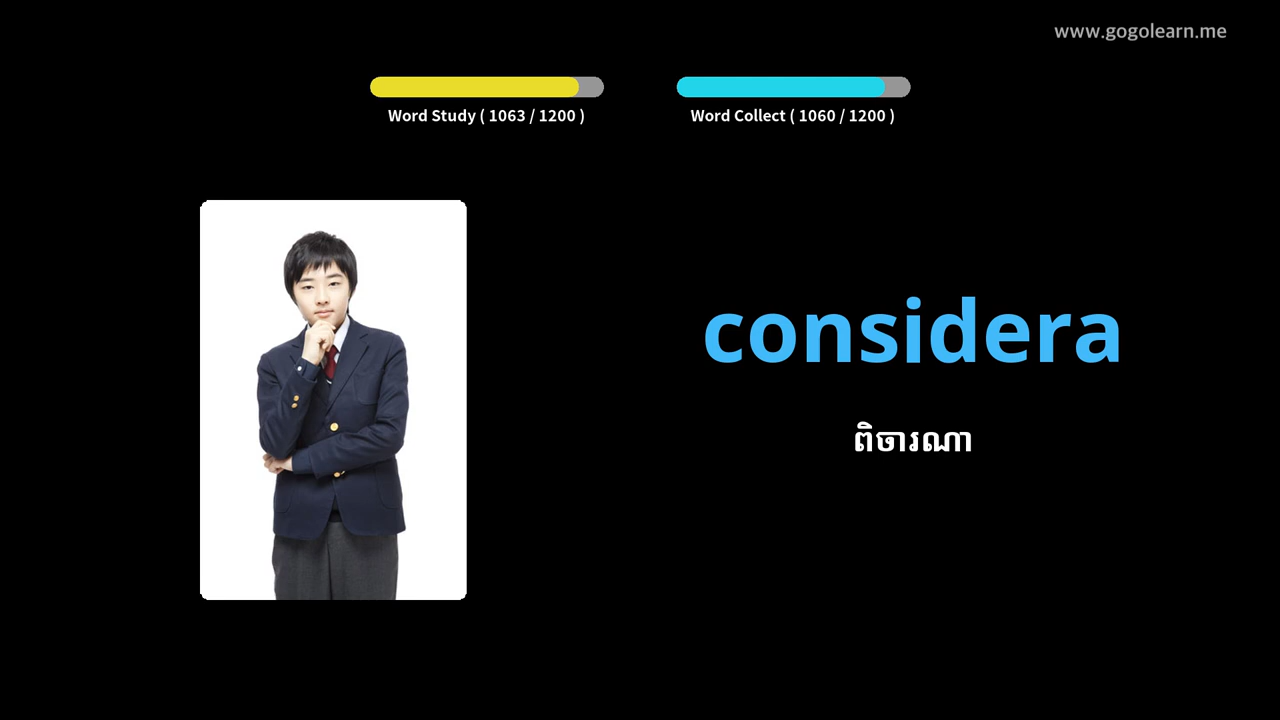 www.gogolearn.me
Word Study ( 1063 / 1200 )
Word Collect ( 1060 / 1200 )
considera
ពិចារណា